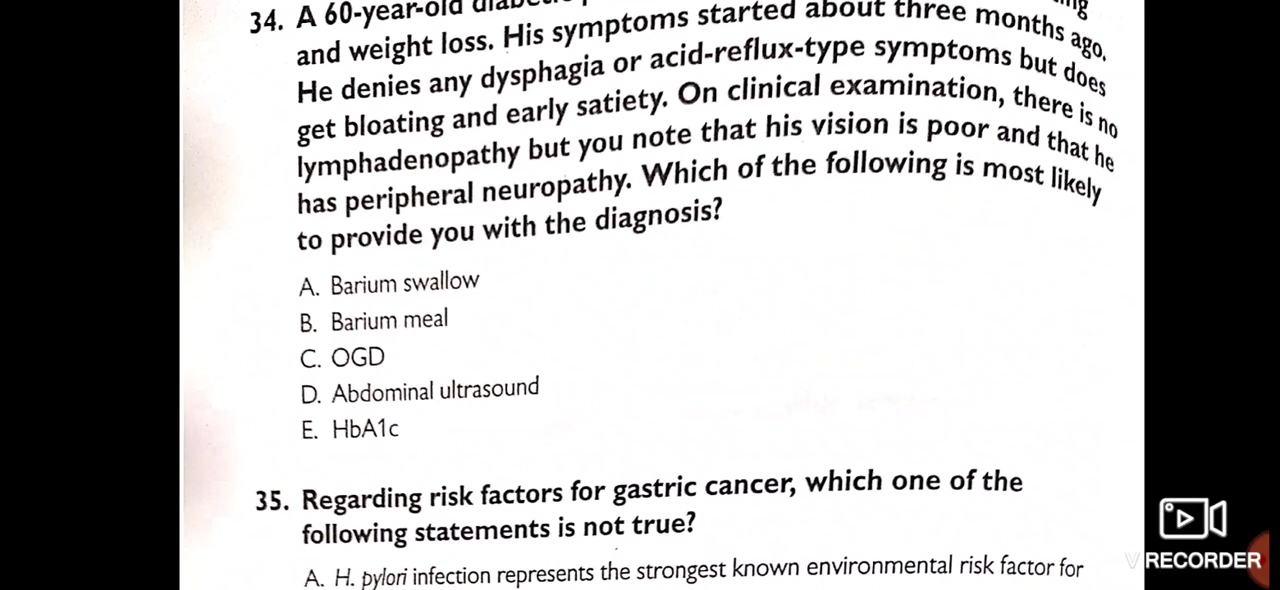 34. A 60-year-old
and weight loss. His symptoms started about three months ago.
He denies any dysphagia or acid-reflux-type symptoms but does
get bloating and early satiety. On clinical examination, there is no
lymphadenopathy but you note that his vision is poor and that he
has peripheral neuropathy. Which of the following is most likely
to provide you with the diagnosis?
A. Barium swallow
B. Barium meal
C. OGD
D. Abdominal ultrasound
E. HbA1c
35. Regarding risk factors for gastric cancer, which one of the
following statements is not true?
A. H. pylori infection represents the strongest known environmental risk factor for
V RECORDER